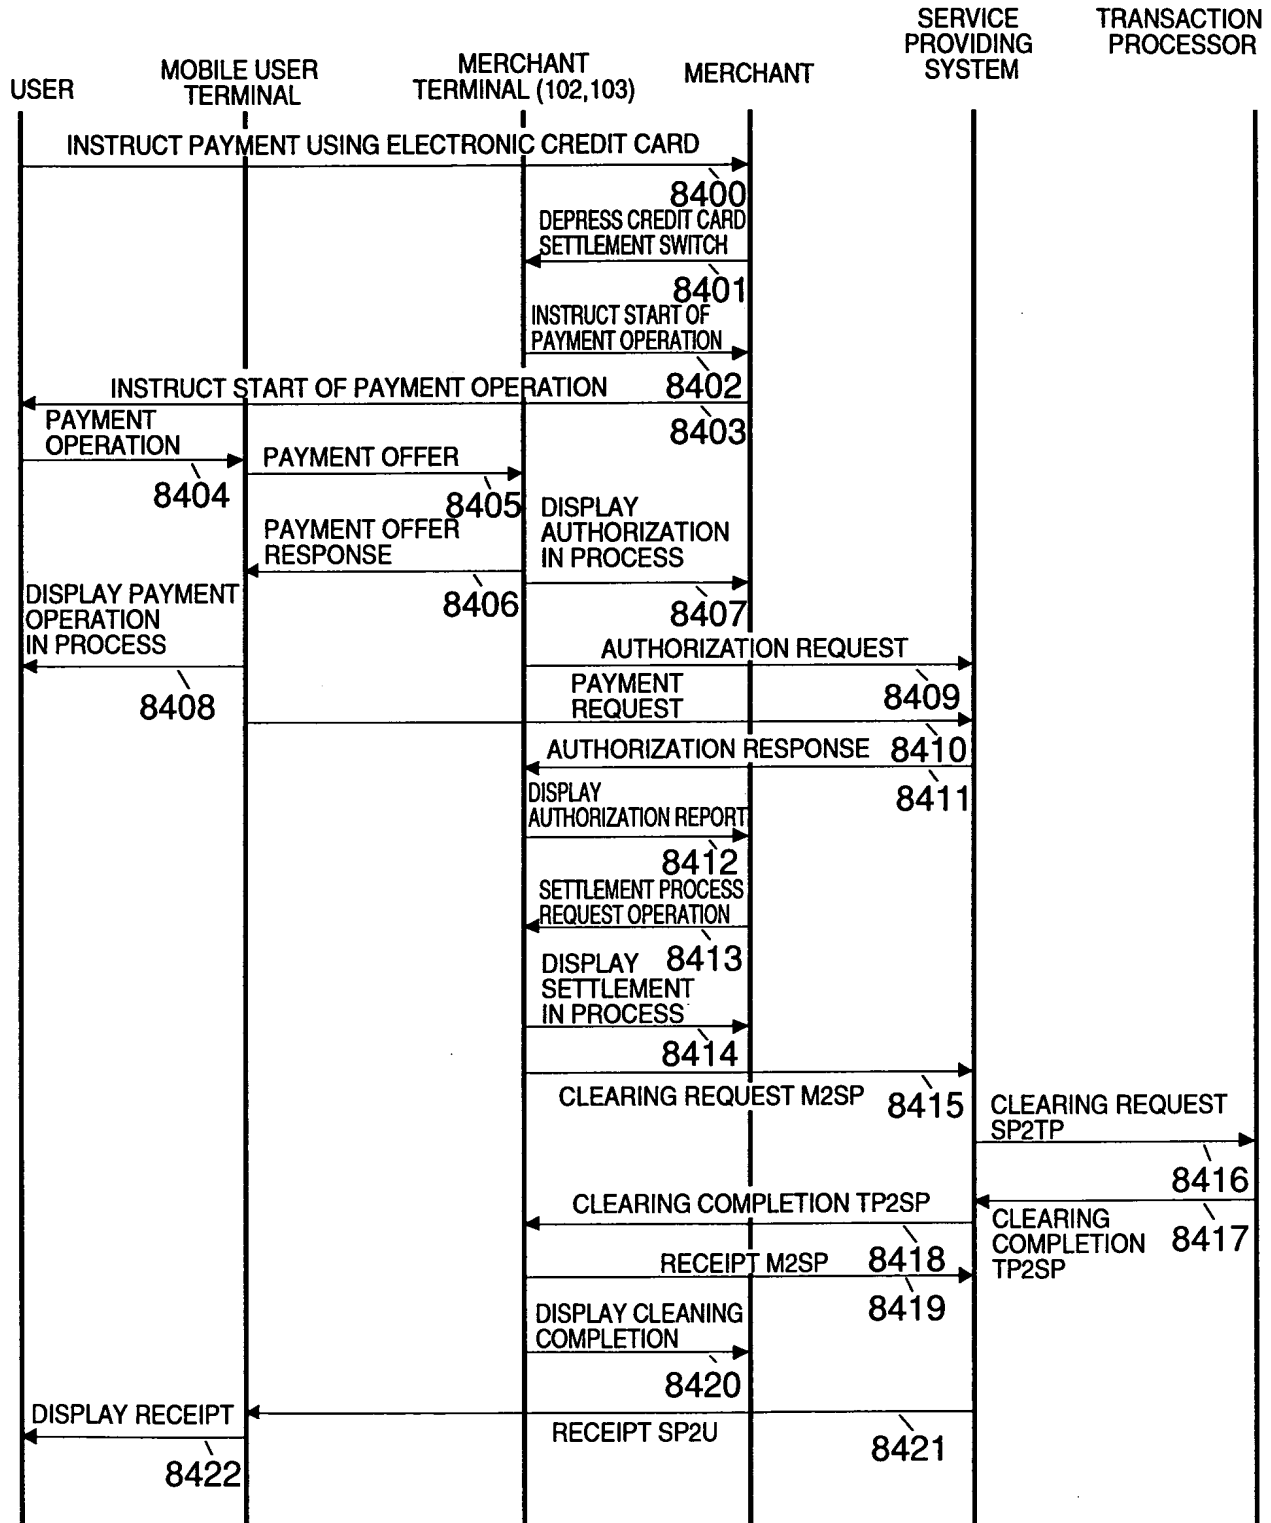 USER
MOBILE USER
TERMINAL
MERCHANT
TERMINAL (102,103)
MERCHANT
SERVICE
PROVIDING
SYSTEM
TRANSACTION
PROCESSOR
INSTRUCT PAYMENT USING ELECTRONIC CREDIT CARD
8400
DEPRESS CREDIT CARD
SETTLEMENT SWITCH
8401
INSTRUCT START OF
PAYMENT OPERATION
8402
INSTRUCT START OF PAYMENT OPERATION
8403
PAYMENT
OPERATION
8404
PAYMENT OFFER
8405
PAYMENT OFFER
RESPONSE
8406
DISPLAY
AUTHORIZATION
IN PROCESS
8407
DISPLAY PAYMENT
OPERATION
IN PROCESS
8408
AUTHORIZATION REQUEST
8409
PAYMENT
REQUEST
8410
AUTHORIZATION RESPONSE
8411
DISPLAY
AUTHORIZATION REPORT
8412
SETTLEMENT PROCESS
REQUEST OPERATION
8413
DISPLAY
SETTLEMENT
IN PROCESS
8414
CLEARING REQUEST M2SP
8415
CLEARING REQUEST
SP2TP
8416
CLEARING
COMPLETION
TP2SP
8417
CLEARING COMPLETION TP2SP
8418
RECEIPT M2SP
8419
DISPLAY CLEANING
COMPLETION
8420
RECEIPT SP2U
8421
DISPLAY RECEIPT
8422